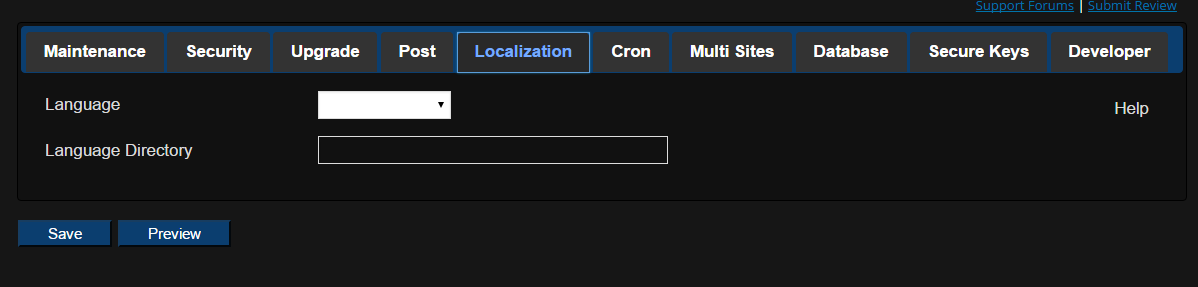 Support Forums | Submit Review
Maintenance Security Upgrade Post Localization Cron Multi Sites Database Secure Keys Developer
Language Help
Language Directory
Save Preview